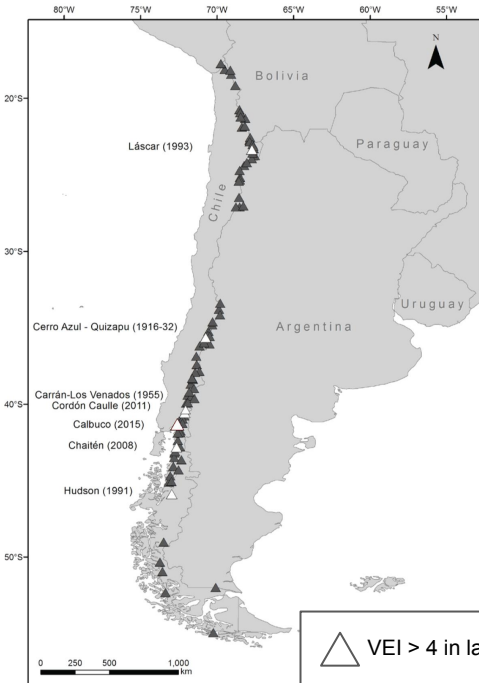 80°W 75°W 70°W 65°W 60°W 55°W
N
Bolivia
20°S
Láscar (1993)
Paraguay
Chile
30°S
Uruguay
Cerro Azul - Quizapu (1916-32)
Argentina
Carrán-Los Venados (1955)
40°S
Cordón Caulle (2011)
Calbuco (2015)
Chaitén (2008)
Hudson (1991)
50°S
VEI > 4 in la
0 250 500 1,000
km